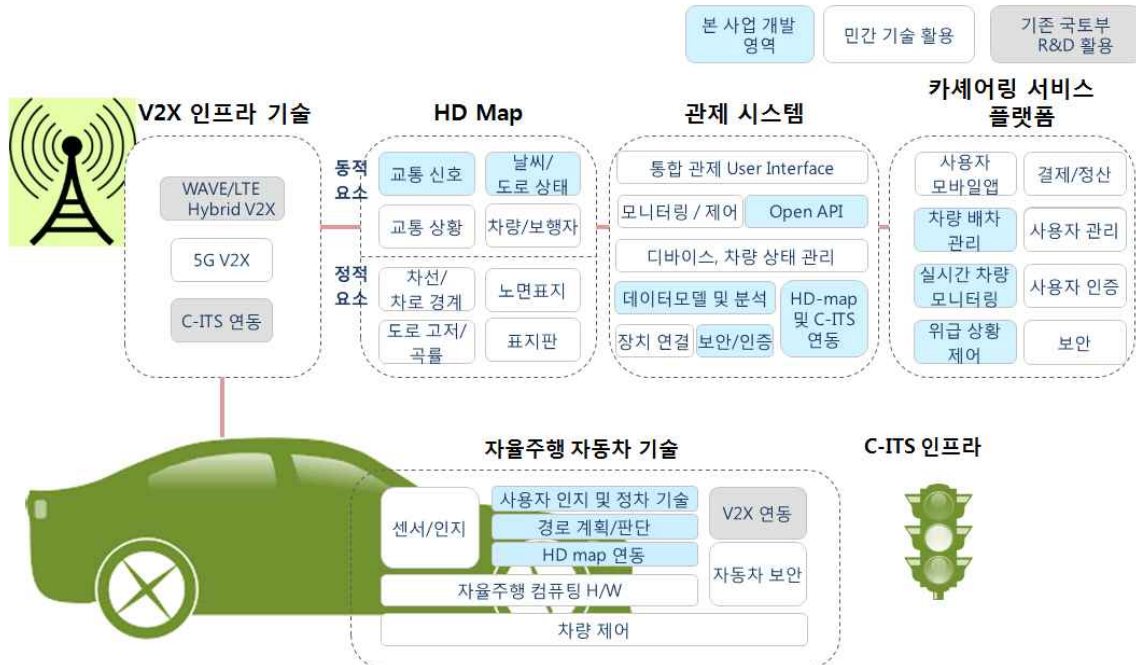 본 사업 개발
영역
민간 기술 활용
기존 국토부
R&D 활용
V2X 인프라 기술
WAVE/LTE
Hybrid V2X
5G V2X
C-ITS 연동
HD Map
동적
요소
교통 신호
날씨/
도로 상태
교통 상황
차량/보행자
정적
요소
차선/
차로 경계
노면표지
도로 고저/
곡률
표지판
관제 시스템
통합 관제 User Interface
모니터링 / 제어
Open API
디바이스, 차량 상태 관리
데이터모델 및 분석
HD-map
및 C-ITS
연동
장치 연결
보안/인증
카셰어링 서비스
플랫폼
사용자
모바일앱
결제/정산
차량 배차
관리
사용자 관리
실시간 차량
모니터링
사용자 인증
위급 상황
제어
보안
자율주행 자동차 기술
센서/인지
사용자 인지 및 정차 기술
경로 계획/판단
HD map 연동
V2X 연동
자동차 보안
자율주행 컴퓨팅 H/W
차량 제어
C-ITS 인프라